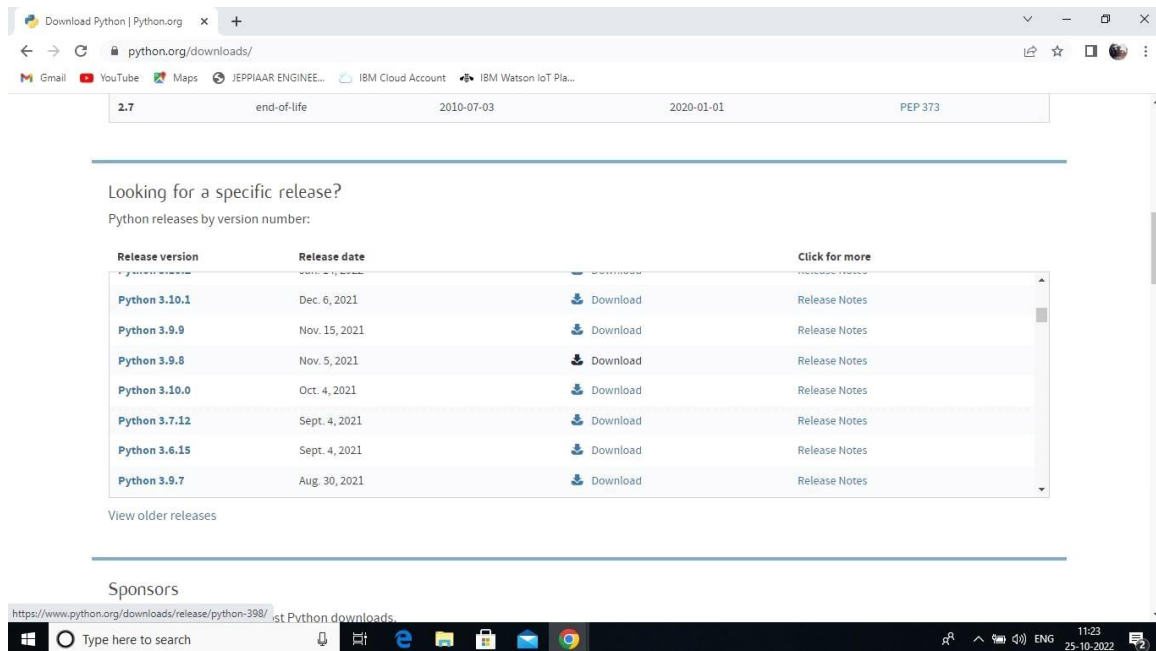 Download Python | Python.org
python.org/downloads/
Gmail YouTube Maps JEPPIAAR ENGINEE... IBM Cloud Account IBM Watson IoT Pla...
2.7 end-of-life 2010-07-03 2020-01-01 PEP 373
Looking for a specific release?
Python releases by version number:
Release version Release date Click for more
Python 3.10.1 Dec. 6, 2021 Download Release Notes
Python 3.9.9 Nov. 15, 2021 Download Release Notes
Python 3.9.8 Nov. 5, 2021 Download Release Notes
Python 3.10.0 Oct. 4, 2021 Download Release Notes
Python 3.7.12 Sept. 4, 2021 Download Release Notes
Python 3.6.15 Sept. 4, 2021 Download Release Notes
Python 3.9.7 Aug. 30, 2021 Download Release Notes
View older releases
Sponsors
https://www.python.org/downloads/release/python-398/ st Python downloads.
Type here to search ENG 11:23
25-10-2022